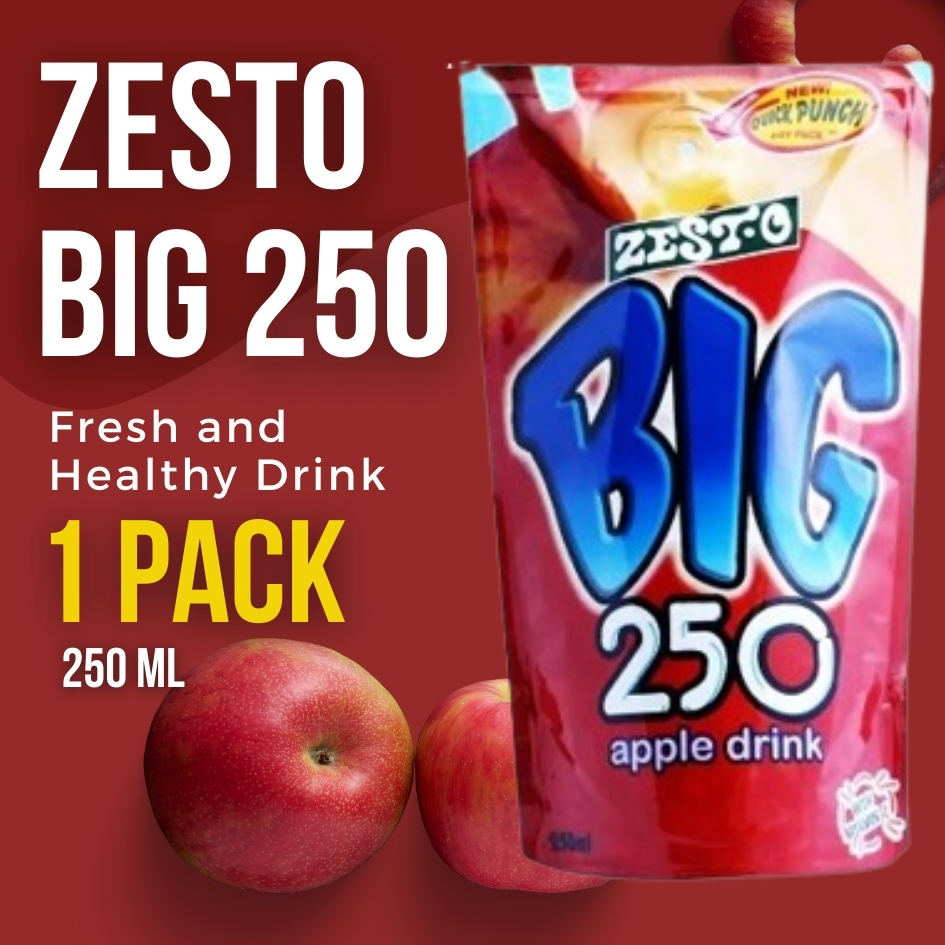 ZESTO
BIG 250
Fresh and
Healthy Drink
1 PACK
250 ML
NEW!
QUICK PUNCH
ZEST-O
BIG
250
apple drink
250ml